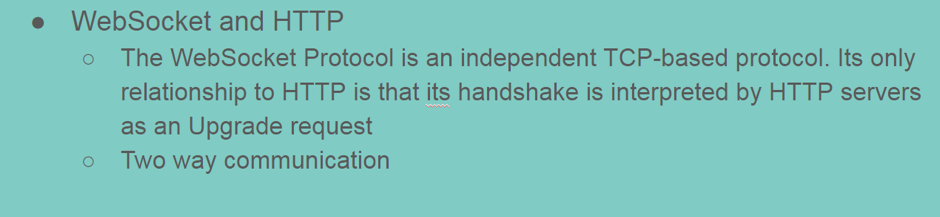 ● WebSocket and HTTP
○ The WebSocket Protocol is an independent TCP-based protocol. Its only
relationship to HTTP is that its handshake is interpreted by HTTP servers
as an Upgrade request
○ Two way communication